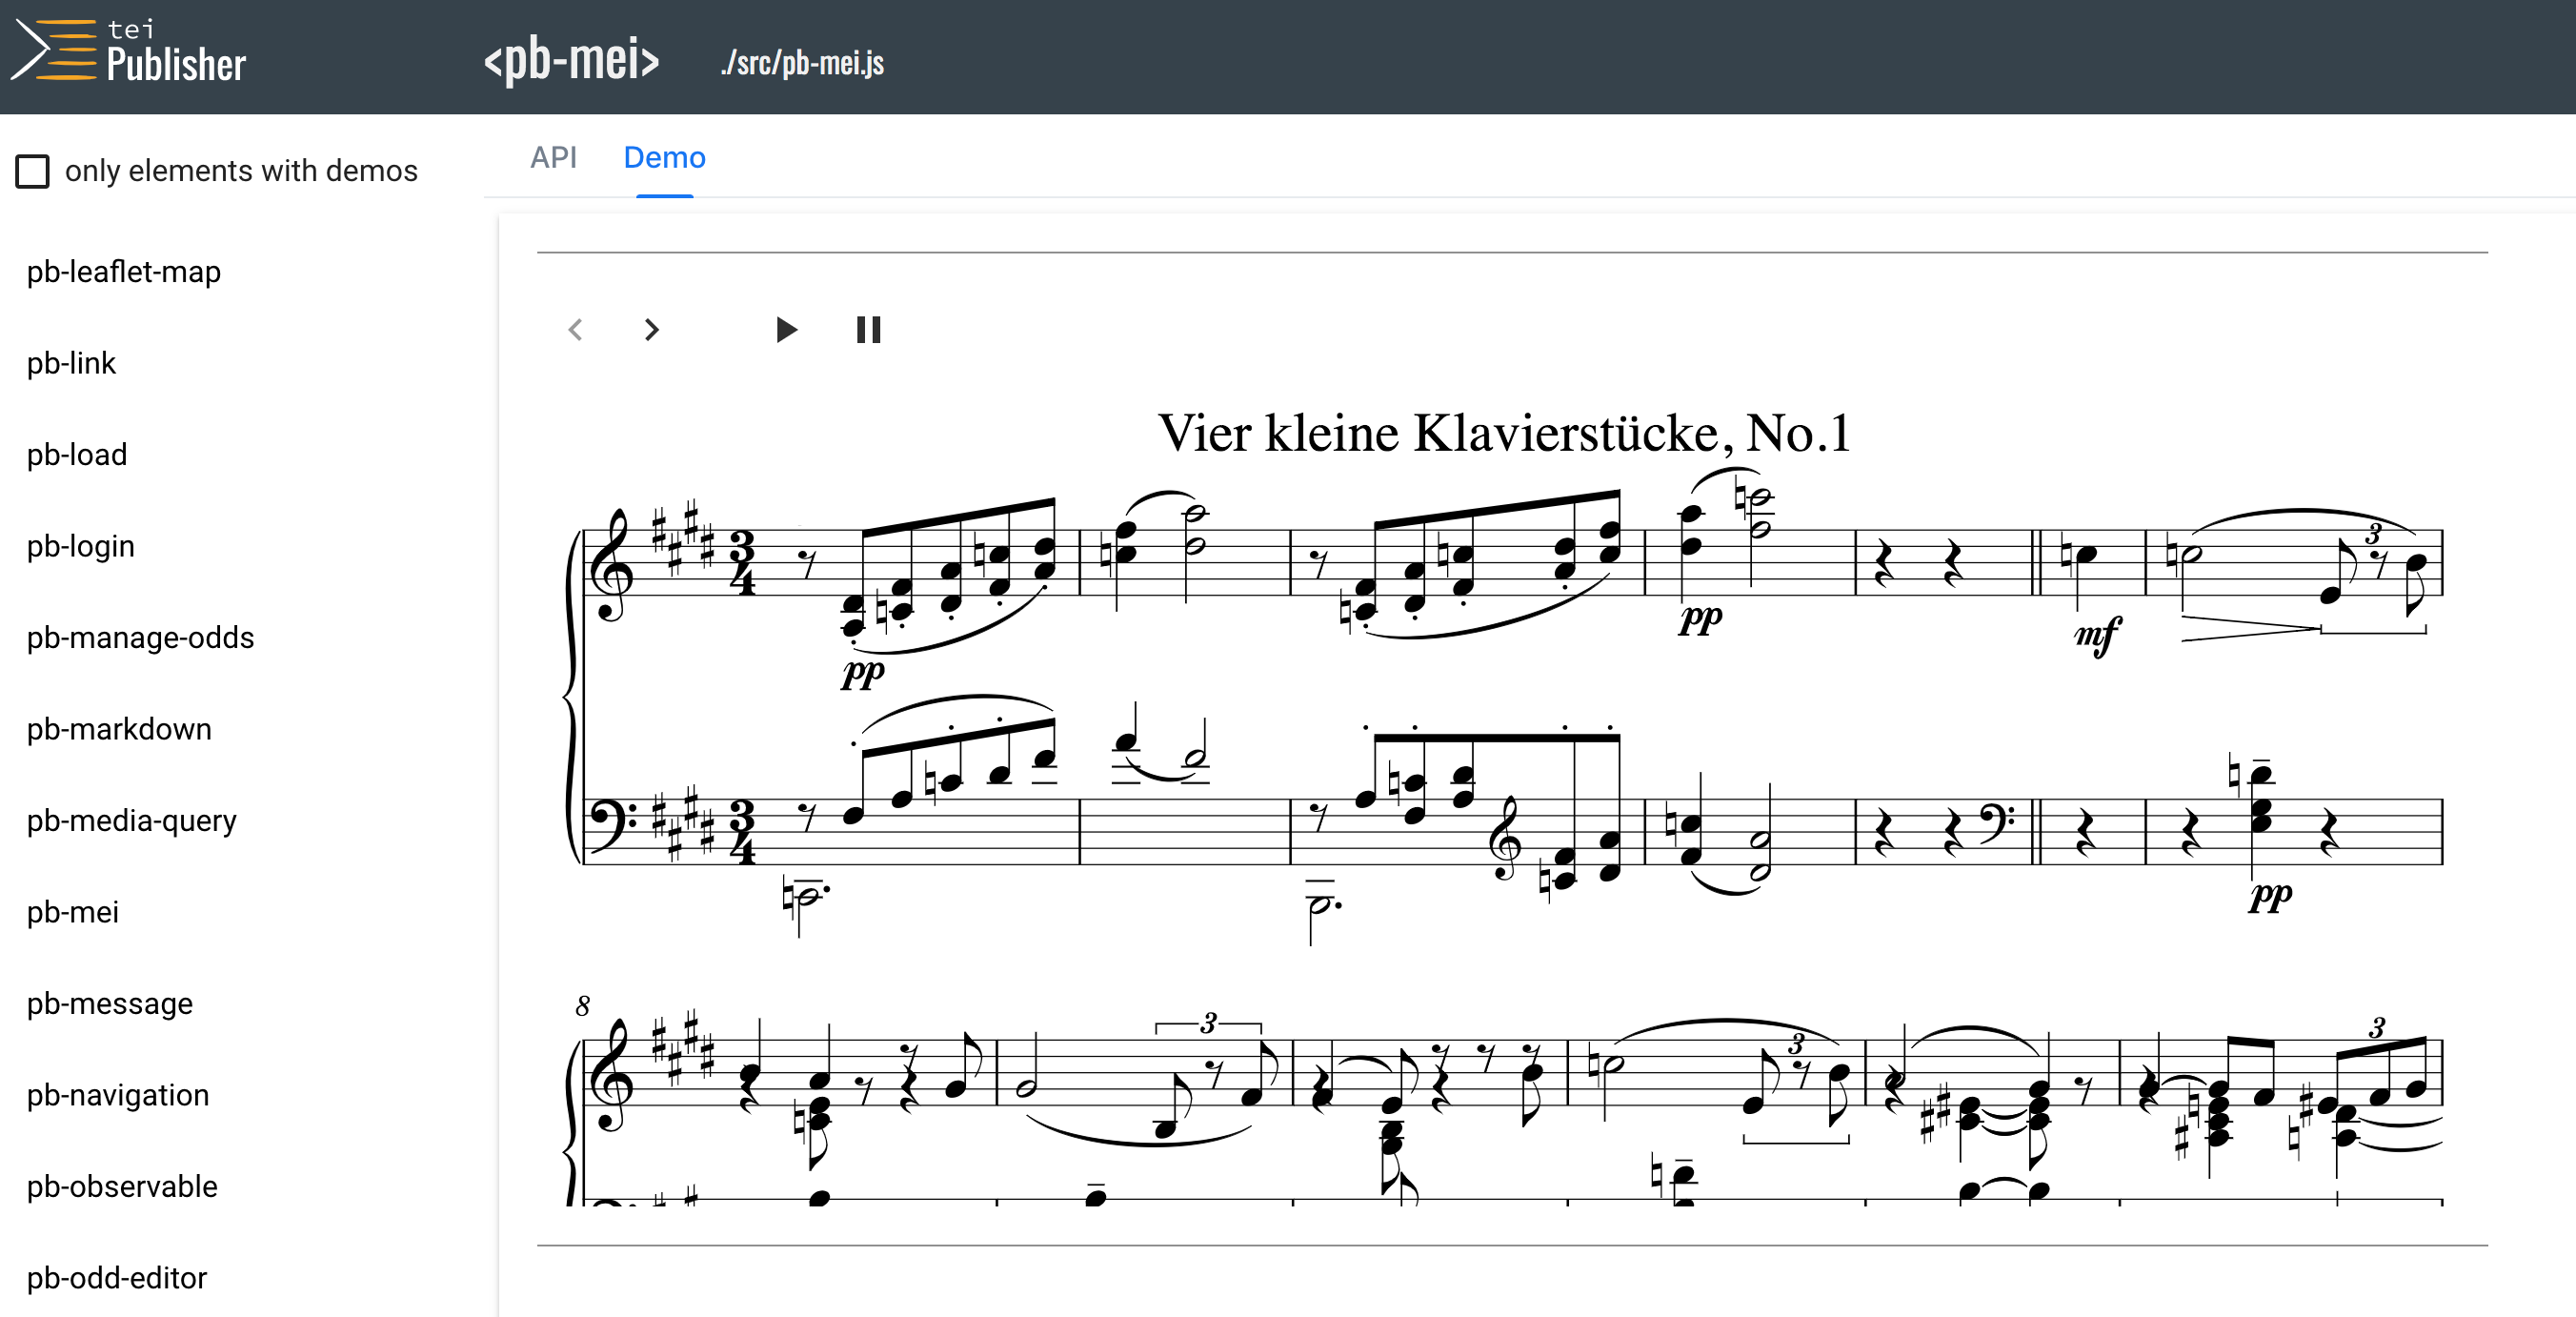 tei
Publisher
<pb-mei>
./src/pb-mei.js
only elements with demos
pb-leaflet-map
pb-link
pb-load
pb-login
pb-manage-odds
pb-markdown
pb-media-query
pb-mei
pb-message
pb-navigation
pb-observable
pb-odd-editor
API Demo
Vier kleine Klavierstücke, No.1
3
4
pp
pp
mf
3
3
4
pp
8
3
3
3